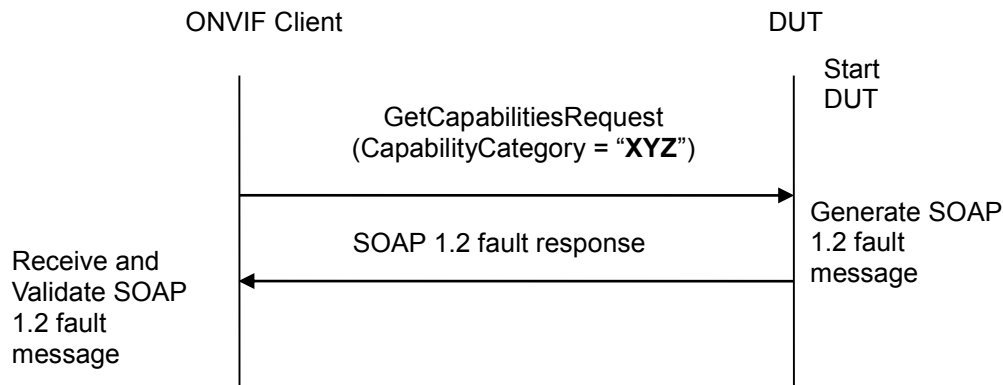 ONVIF Client
DUT
Start
DUT
GetCapabilitiesRequest
(CapabilityCategory = “XYZ”)
Generate SOAP
1.2 fault
message
SOAP 1.2 fault response
Receive and
Validate SOAP
1.2 fault
message